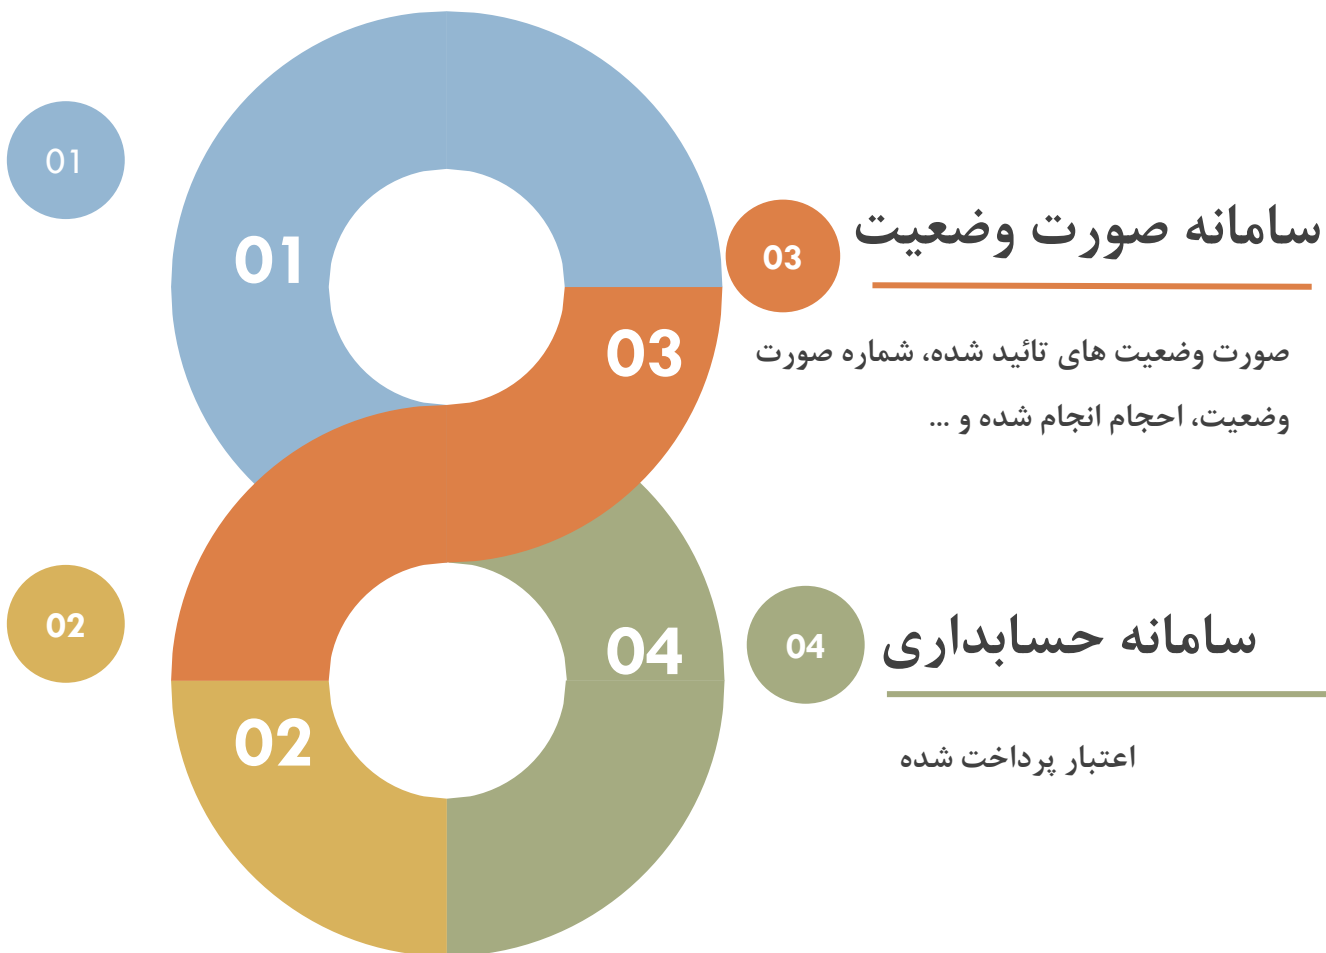 01
01
03
سامانه صورت وضعیت
03
صورت وضعیت های تائید شده، شماره صورت
وضعیت، احجام انجام شده و ...
02
02
04
04
سامانه حسابداری
اعتبار پرداخت شده